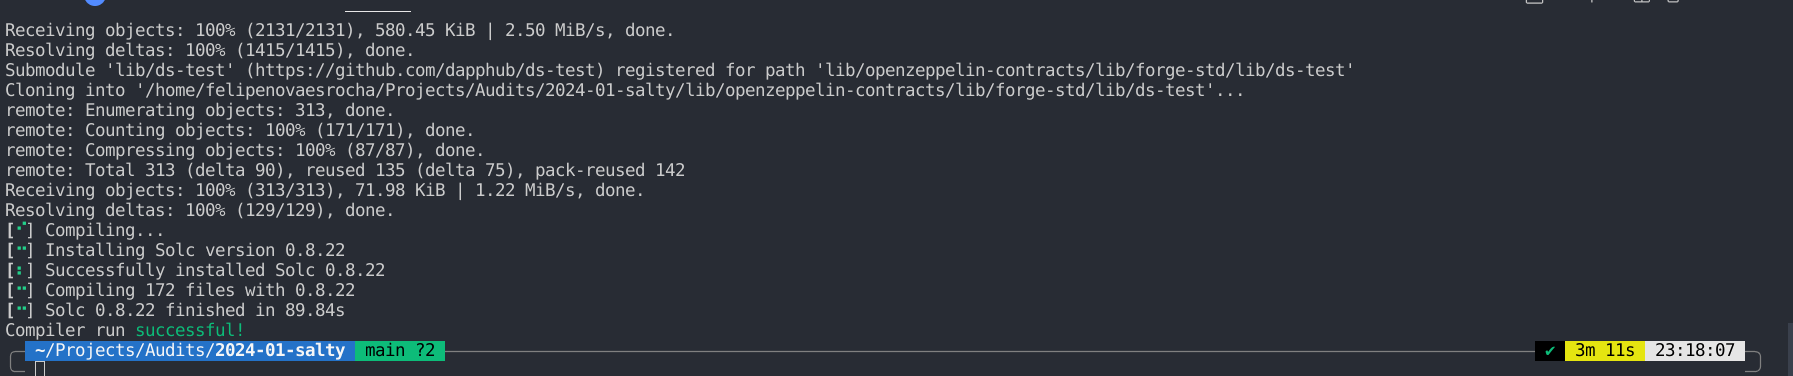 Receiving objects: 100% (2131/2131), 580.45 KiB | 2.50 MiB/s, done.
Resolving deltas: 100% (1415/1415), done.
Submodule 'lib/ds-test' (https://github.com/dapphub/ds-test) registered for path 'lib/openzeppelin-contracts/lib/forge-std/lib/ds-test'
Cloning into '/home/felipenovaesrocha/Projects/Audits/2024-01-salty/lib/openzeppelin-contracts/lib/forge-std/lib/ds-test'...
remote: Enumerating objects: 313, done.
remote: Counting objects: 100% (171/171), done.
remote: Compressing objects: 100% (87/87), done.
remote: Total 313 (delta 90), reused 135 (delta 75), pack-reused 142
Receiving objects: 100% (313/313), 71.98 KiB | 1.22 MiB/s, done.
Resolving deltas: 100% (129/129), done.
[⠊] Compiling...
[⠒] Installing Solc version 0.8.22
[⠆] Successfully installed Solc 0.8.22
[⠒] Compiling 172 files with 0.8.22
[⠒] Solc 0.8.22 finished in 89.84s
Compiler run successful!
~/Projects/Audits/2024-01-salty main ?2 ✔ 3m 11s 23:18:07